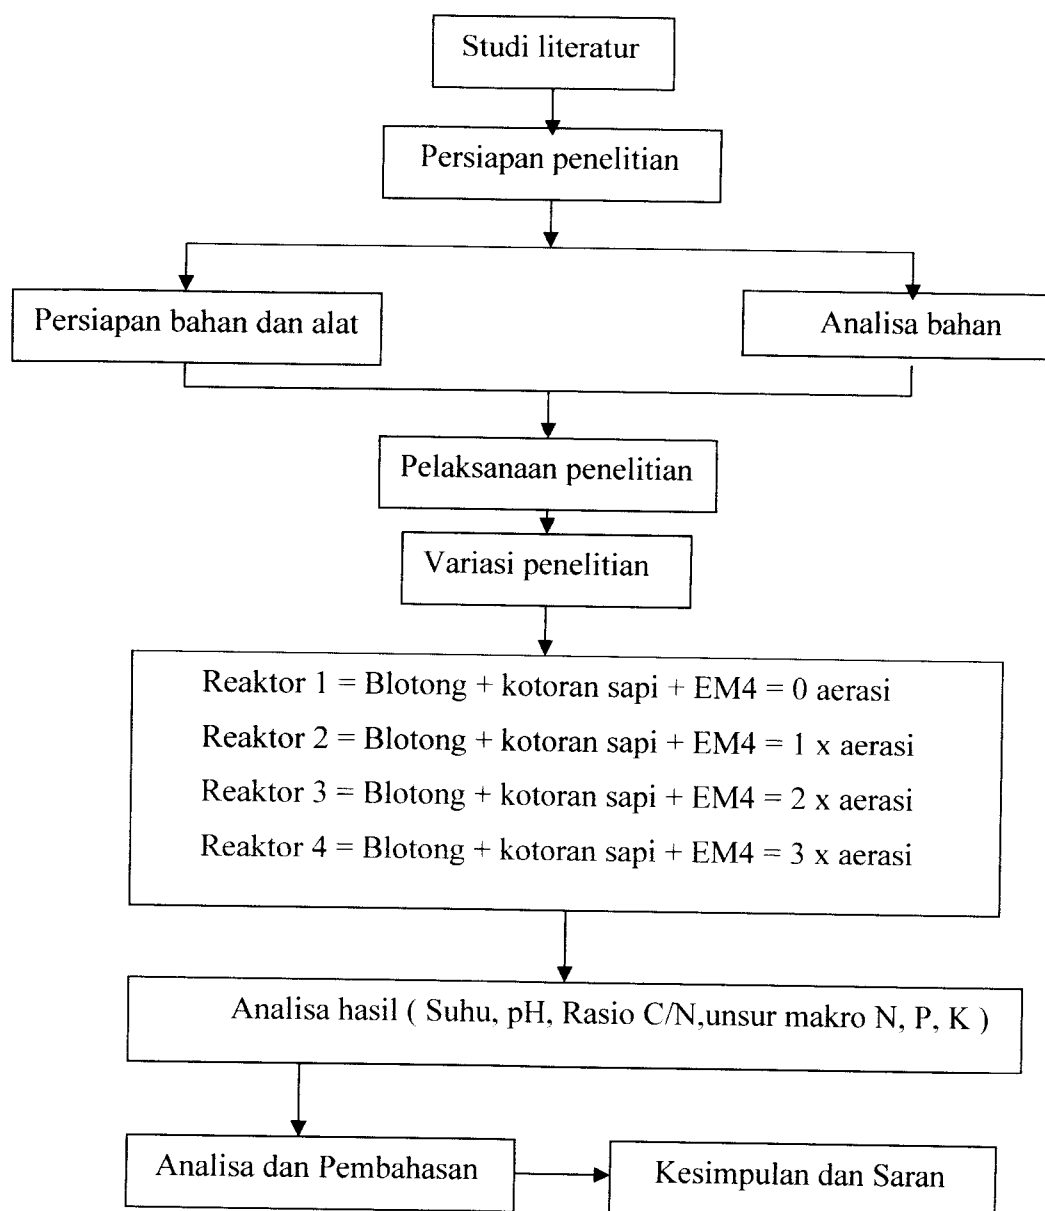 Studi literatur
Persiapan penelitian
Persiapan bahan dan alat
Analisa bahan
Pelaksanaan penelitian
Variasi penelitian
Reaktor 1 = Blotong + kotoran sapi + EM4 = 0 aerasi
Reaktor 2 = Blotong + kotoran sapi + EM4 = 1 x aerasi
Reaktor 3 = Blotong + kotoran sapi + EM4 = 2 x aerasi
Reaktor 4 = Blotong + kotoran sapi + EM4 = 3 x aerasi
Analisa hasil ( Suhu, pH, Rasio C/N,unsur makro N, P, K )
Analisa dan Pembahasan
Kesimpulan dan Saran